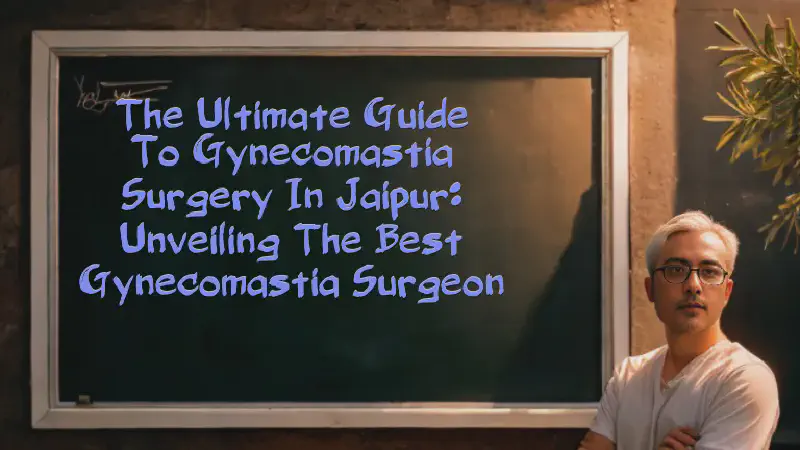 The Ultimate Guide
To Gynecomastia
Surgery In Jaipur:
Unveiling The Best
Gynecomastia Surgeon